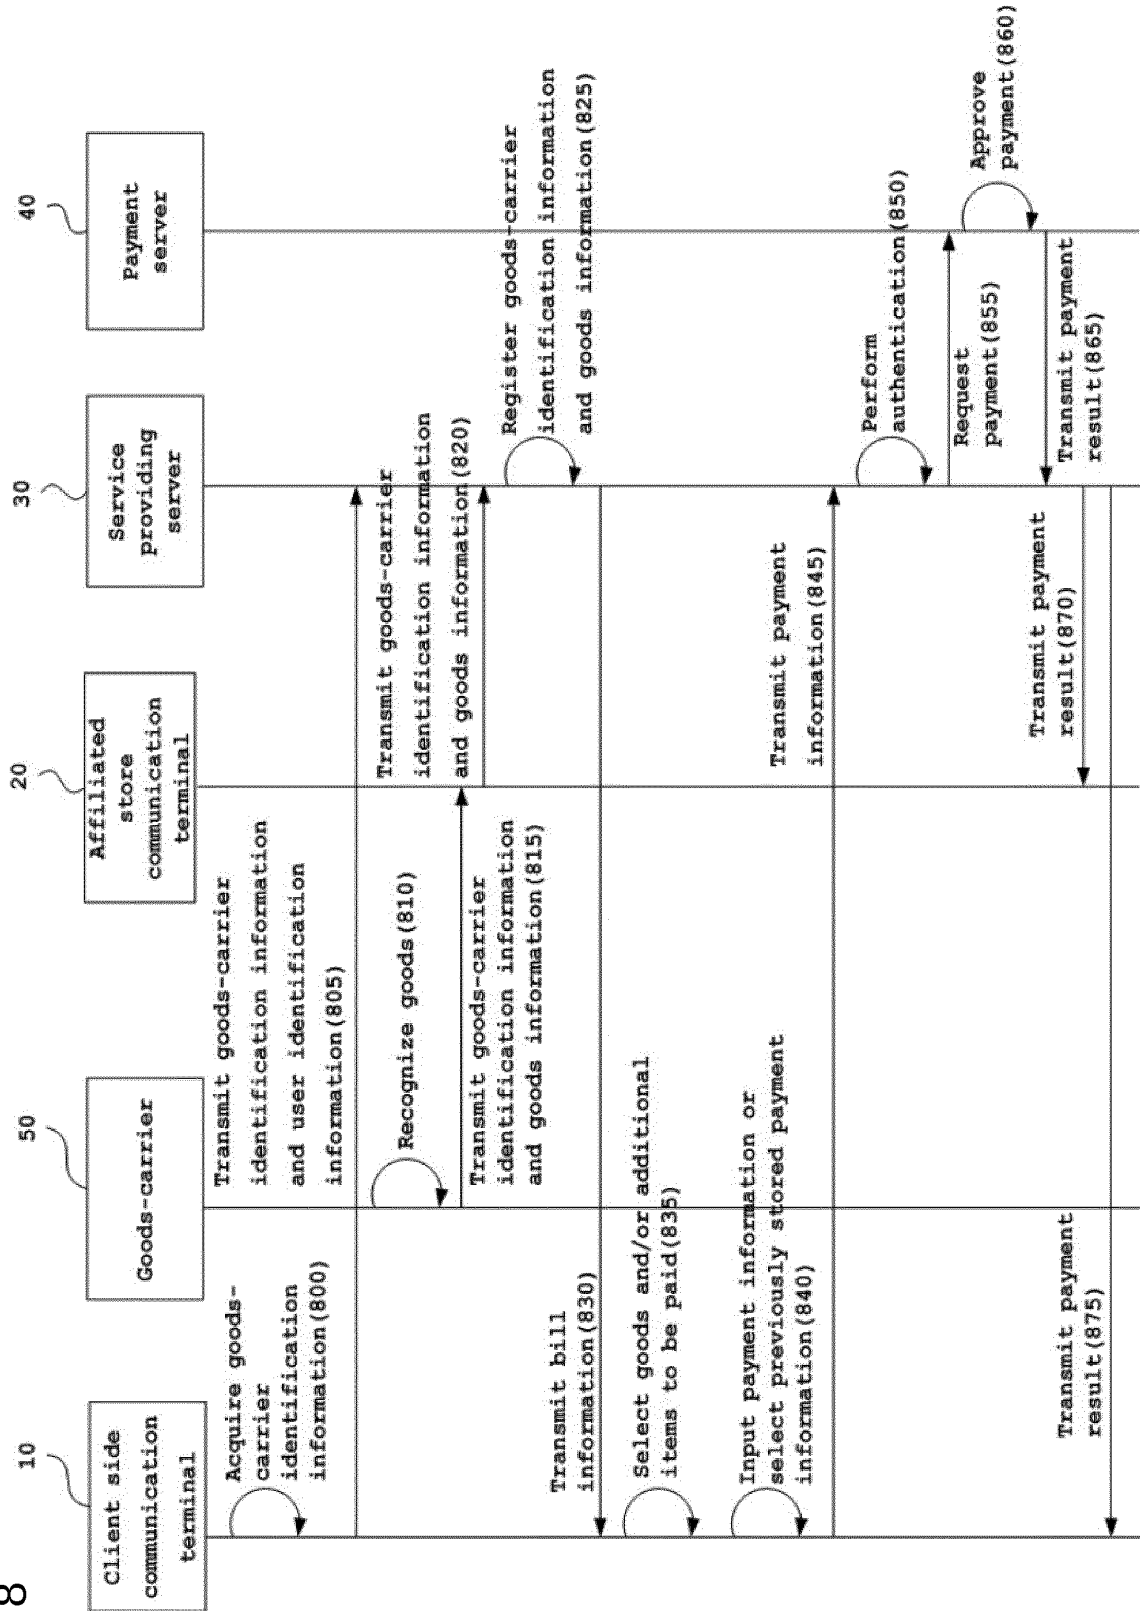 8
10
50
20
30
40
Client side
communication
terminal
Goods-carrier
Affiliated
store
communication
terminal
Service
providing
server
Payment
server
Acquire goods-
carrier
identification
information(800)
Transmit goods-carrier
identification information
and user identification
information(805)
Recognize goods(810)
Transmit goods-carrier
identification information
and goods information(815)
Transmit goods-carrier
identification information
and goods information(820)
Register goods-carrier
identification information
and goods information(825)
Transmit bill
information(830)
Select goods and/or additional
items to be paid(835)
Input payment information or
select previously stored payment
information(840)
Transmit payment
information(845)
Perform
authentication(850)
Request
payment(855)
Approve
payment(860)
Transmit payment
result(865)
Transmit payment
result(870)
Transmit payment
result(875)